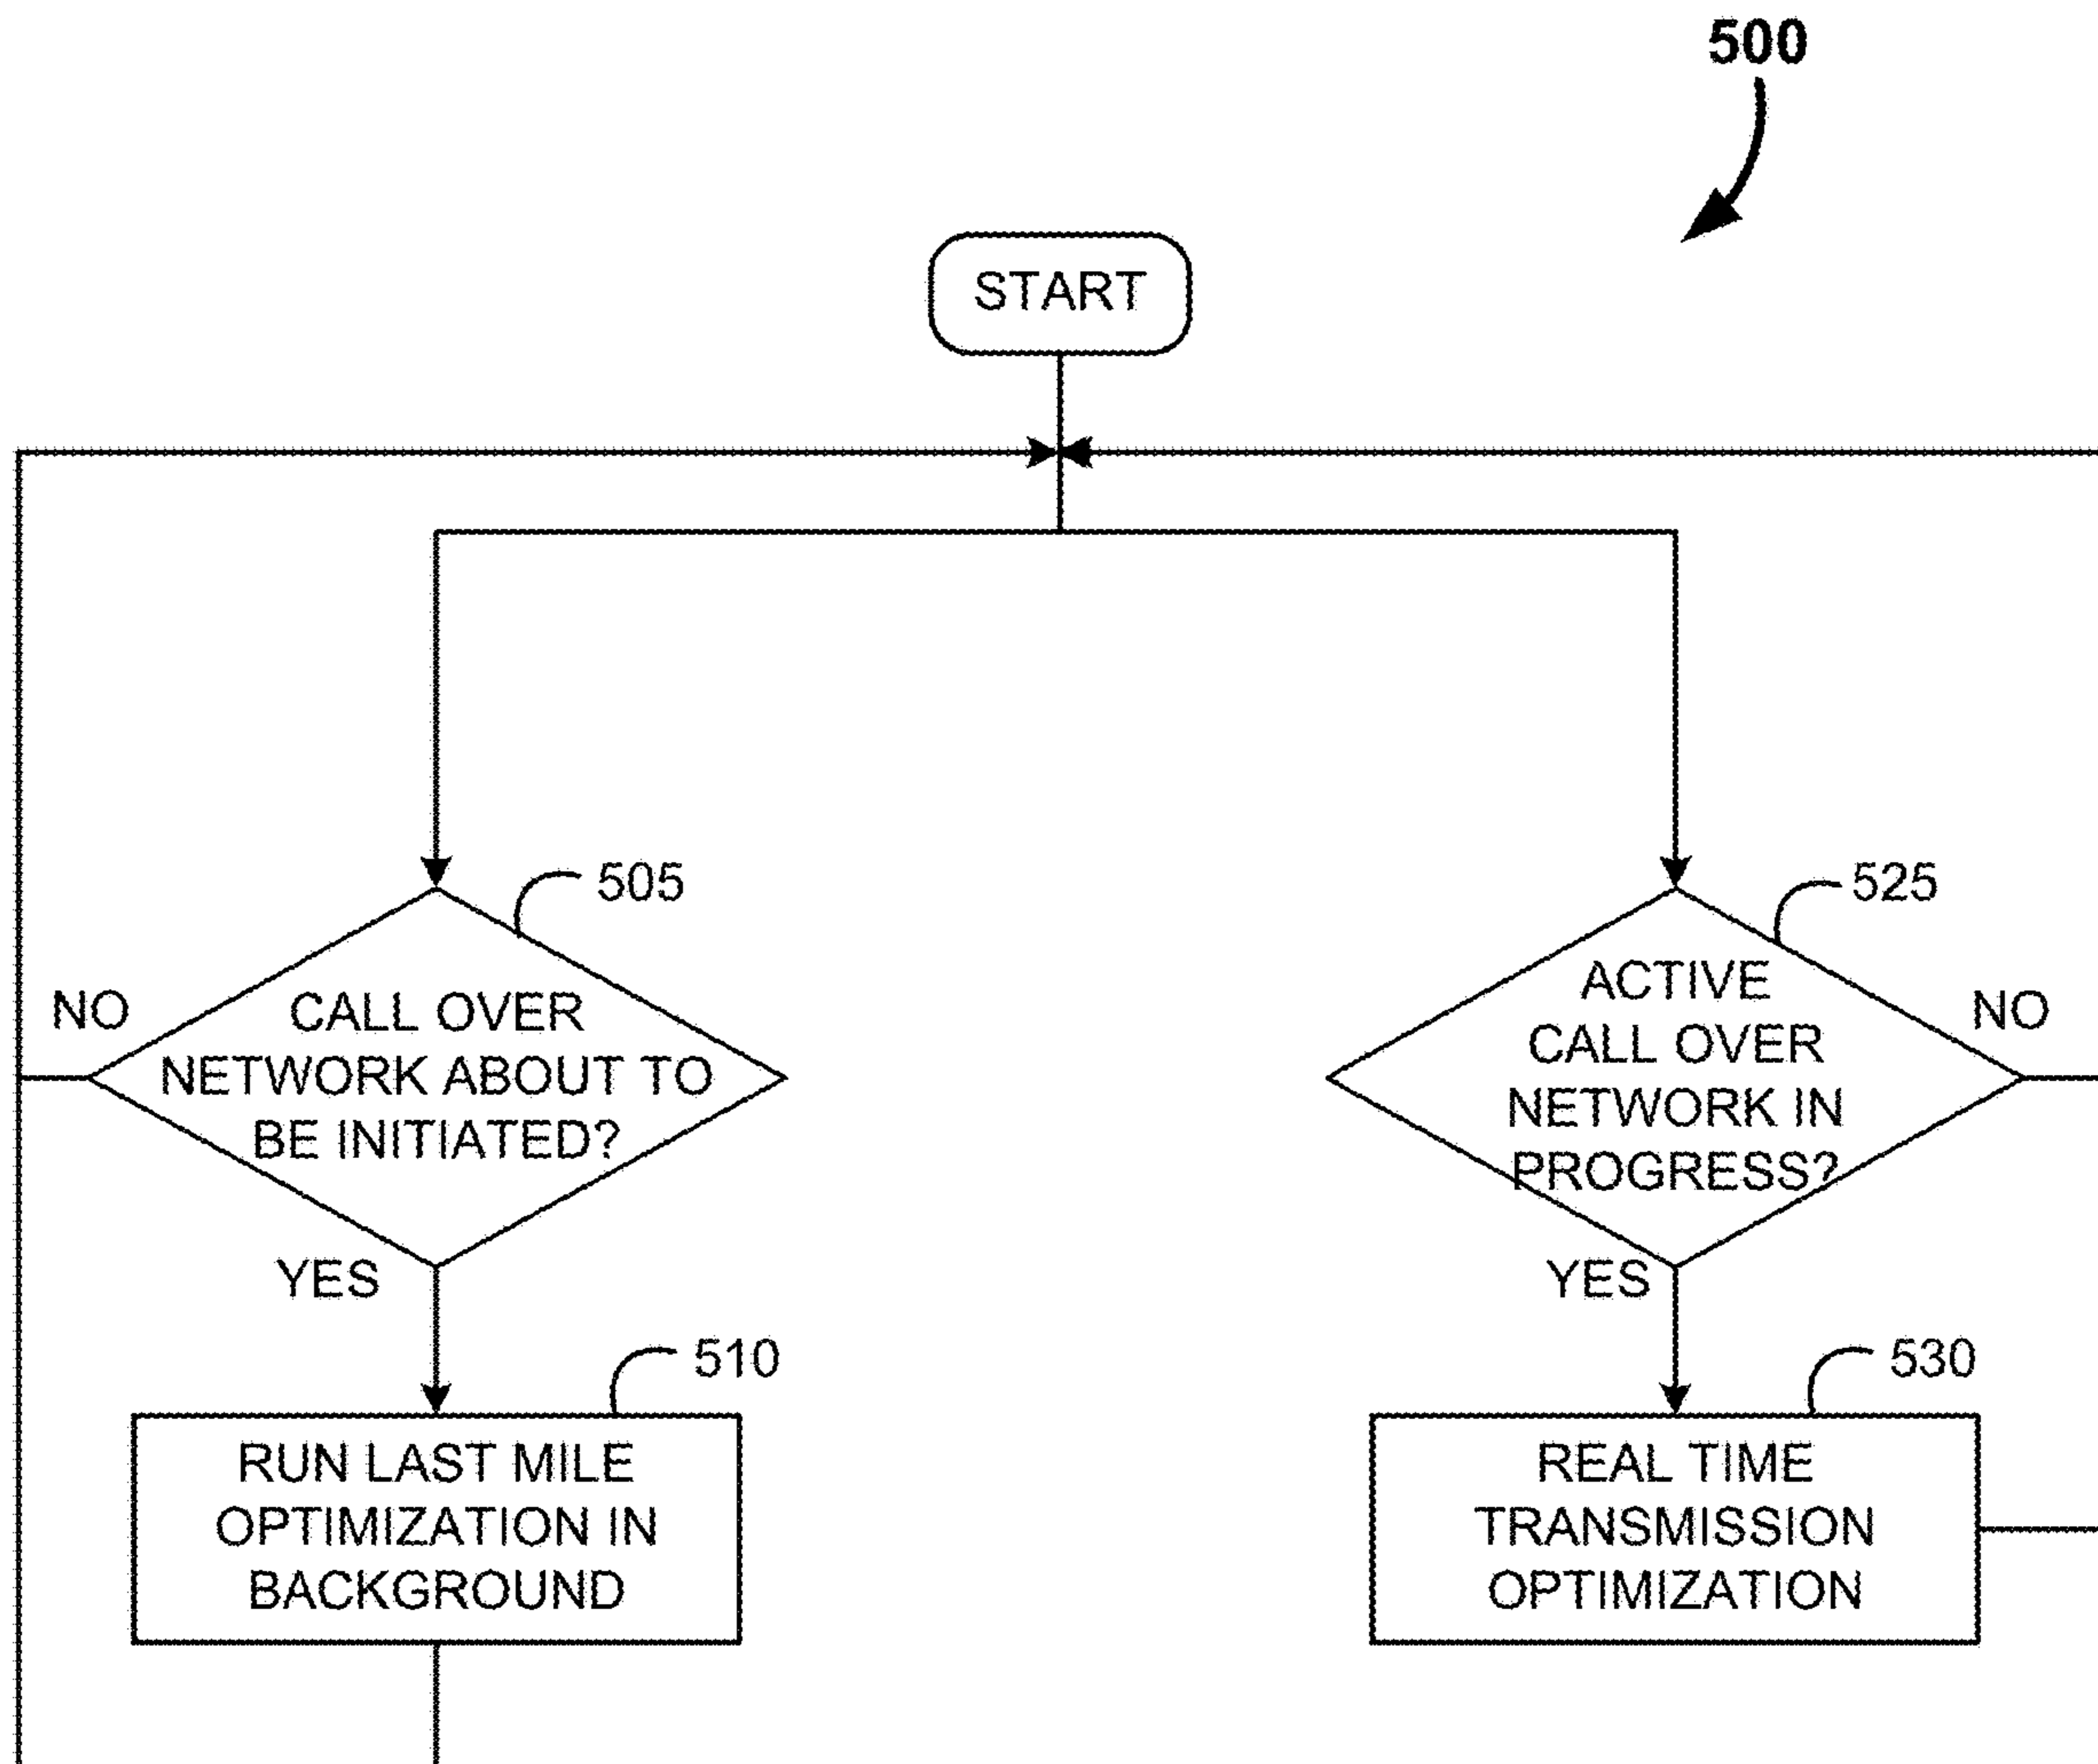 500
START
505
NO
CALL OVER
NETWORK ABOUT TO
BE INITIATED?
YES
510
RUN LAST MILE
OPTIMIZATION IN
BACKGROUND
525
ACTIVE
CALL OVER
NETWORK IN
PROGRESS?
NO
YES
530
REAL TIME
TRANSMISSION
OPTIMIZATION